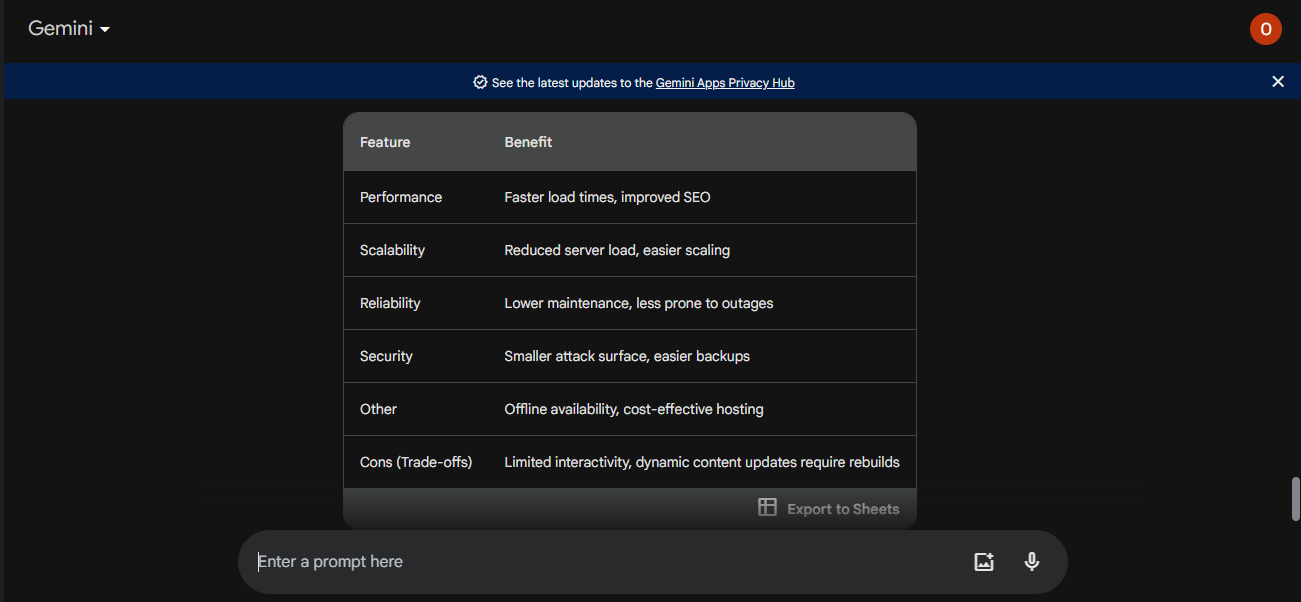 Gemini
O
See the latest updates to the Gemini Apps Privacy Hub
Feature Benefit
Performance Faster load times, improved SEO
Scalability Reduced server load, easier scaling
Reliability Lower maintenance, less prone to outages
Security Smaller attack surface, easier backups
Other Offline availability, cost-effective hosting
Cons (Trade-offs) Limited interactivity, dynamic content updates require rebuilds
Export to Sheets
Enter a prompt here